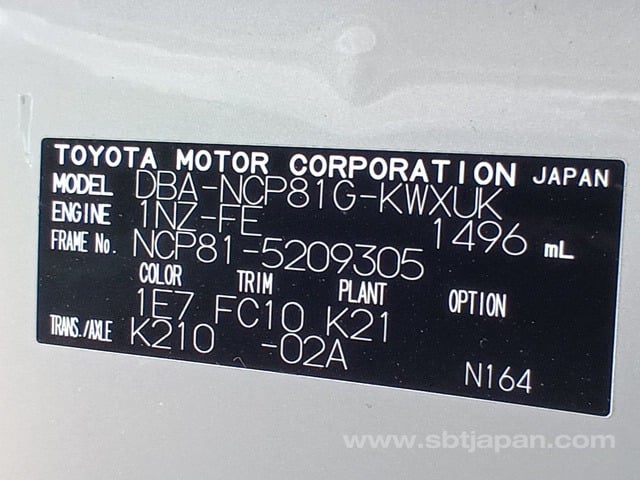 TOYOTA MOTOR CORPORATION JAPAN
MODEL DBA-NCP81G-KWXUK
ENGINE 1NZ-FE 1496 mL
FRAME No. NCP81-5209305
COLOR TRIM PLANT OPTION
1E7 FC10 K21
TRANS./AXLE K210 -02A
N164
www.sbtjapan.com